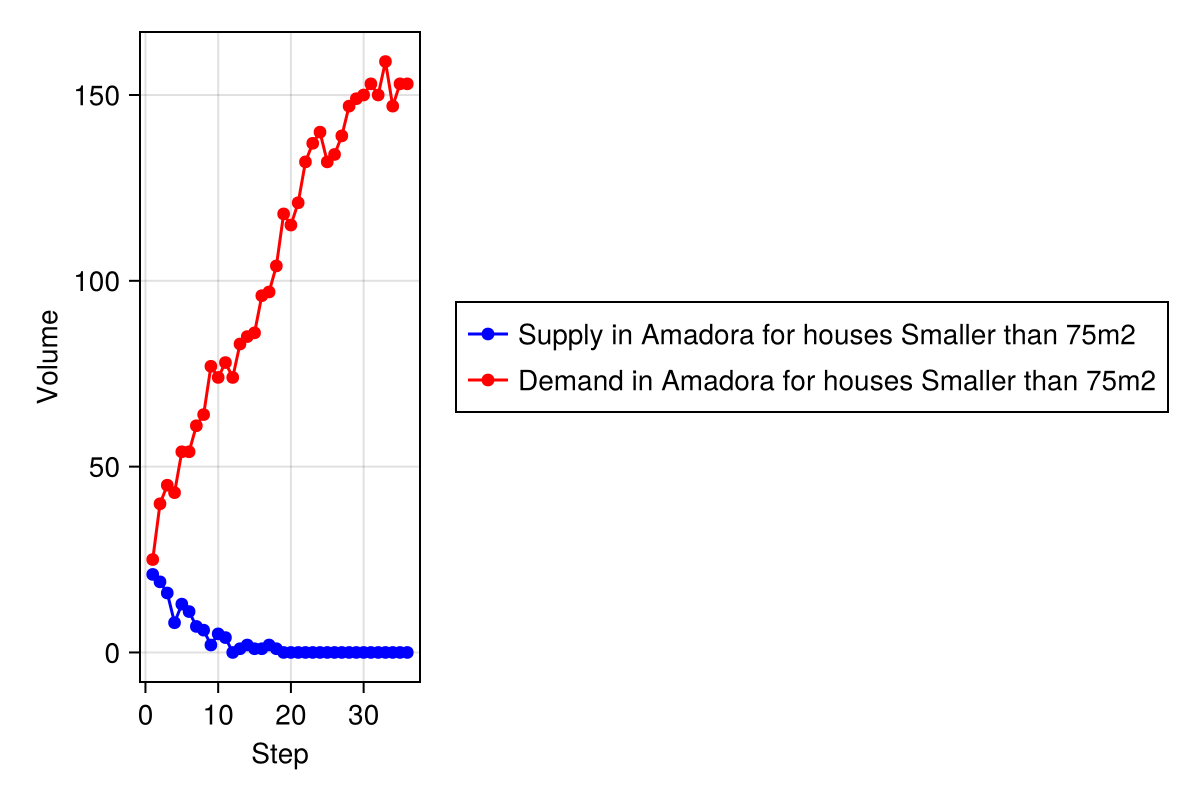 150
100
50
0
Volume
0 10 20 30
Step
Supply in Amadora for houses Smaller than 75m2
Demand in Amadora for houses Smaller than 75m2